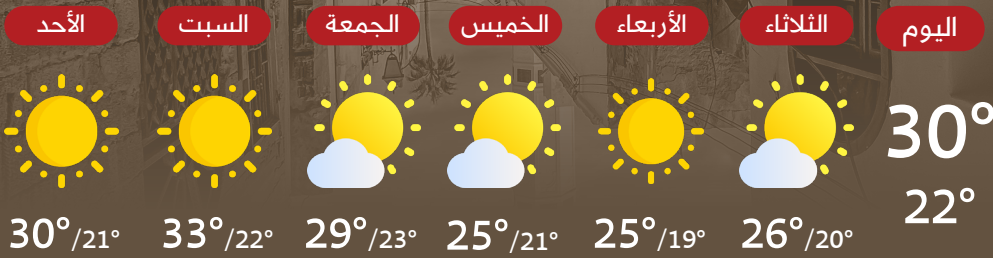 اليوم
30°
22°
الثلاثاء
26°/20°
الأربعاء
25°/19°
الخميس
25°/21°
الجمعة
29°/23°
السبت
33°/22°
الأحد
30°/21°